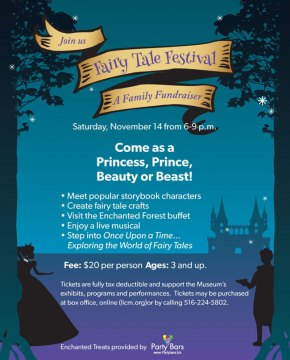 Join us
Fairy Tale Festival
A Family Fundraiser
Saturday, November 14 from 6-9 p.m.
Come as a
Princess, Prince,
Beauty or Beast!
• Meet popular storybook characters
• Create fairy tale crafts
• Visit the Enchanted Forest buffet
• Enjoy a live musical
• Step into Once Upon a Time…
Exploring the World of Fairy Tales
Fee: $20 per person Ages: 3 and up.
Tickets are fully tax deductible and support the Museum's
exhibits, programs and performances. Tickets may be purchased
at box office, online (licm.org)or by calling 516-224-5802.
Enchanted Treats provided by Party Bars
www.Partybars.biz